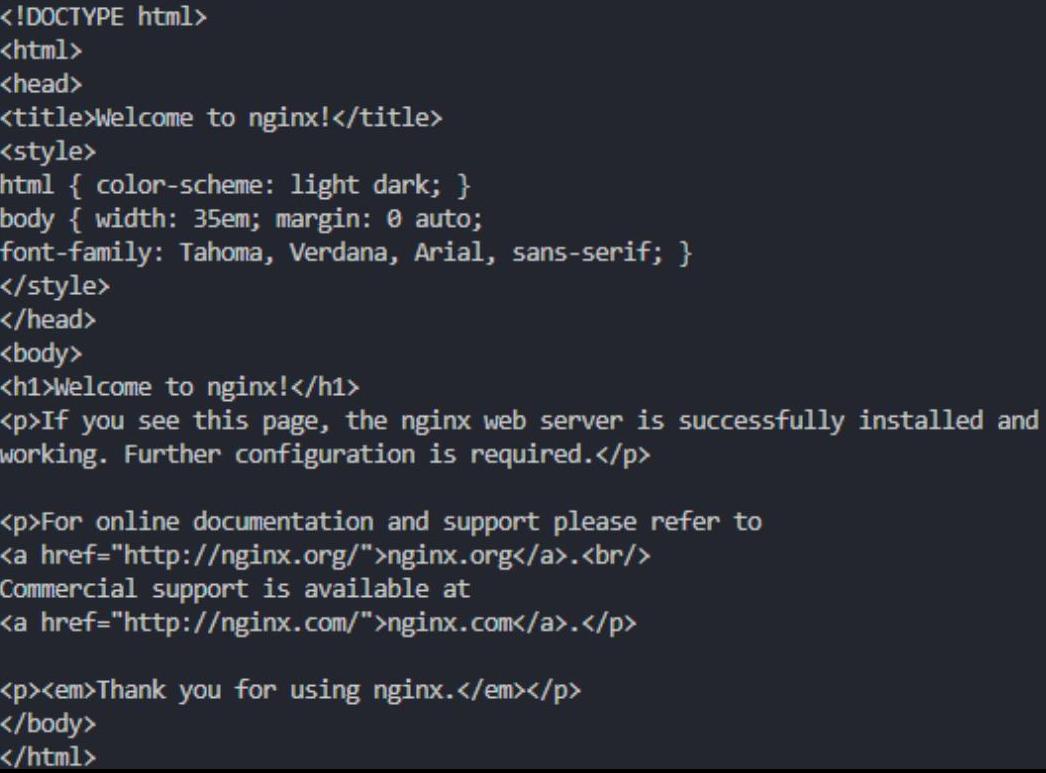 <!DOCTYPE html>
<html>
<head>
<title>Welcome to nginx!</title>
<style>
html { color-scheme: light dark; }
body { width: 35em; margin: 0 auto;
font-family: Tahoma, Verdana, Arial, sans-serif; }
</style>
</head>
<body>
<h1>Welcome to nginx!</h1>
<p>If you see this page, the nginx web server is successfully installed and
working. Further configuration is required.</p>

<p>For online documentation and support please refer to
<a href="http://nginx.org/">nginx.org</a>.<br/>
Commercial support is available at
<a href="http://nginx.com/">nginx.com</a>.</p>

<p><em>Thank you for using nginx.</em></p>
</body>
</html>